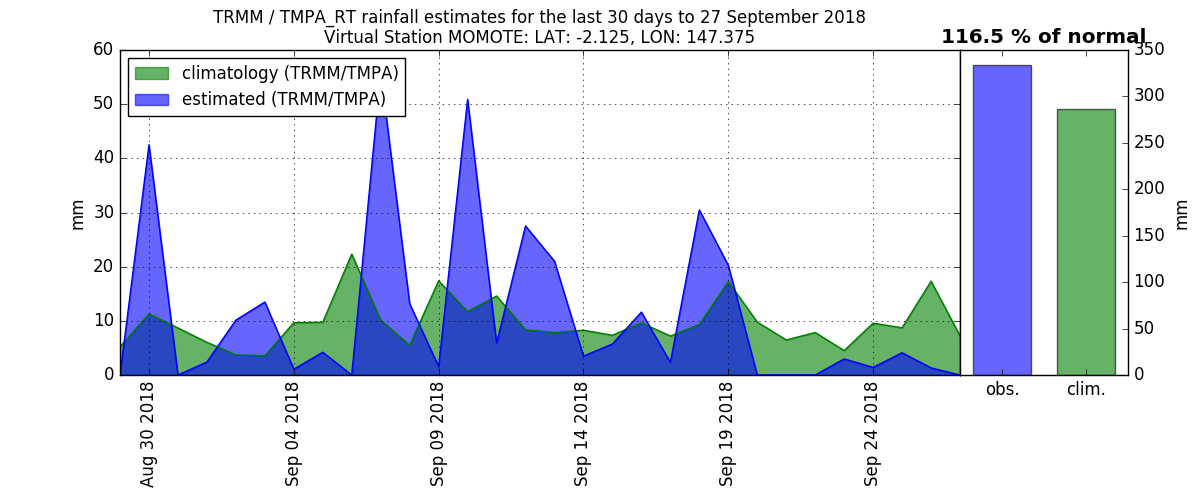 TRMM / TMPA_RT rainfall estimates for the last 30 days to 27 September 2018
Virtual Station MOMOTE: LAT: -2.125, LON: 147.375
116.5 % of normal
climatology (TRMM/TMPA)
estimated (TRMM/TMPA)
60
50
40
30
20
10
0
mm
Aug 30 2018
Sep 04 2018
Sep 09 2018
Sep 14 2018
Sep 19 2018
Sep 24 2018
350
300
250
200
150
100
50
0
mm
obs.
clim.